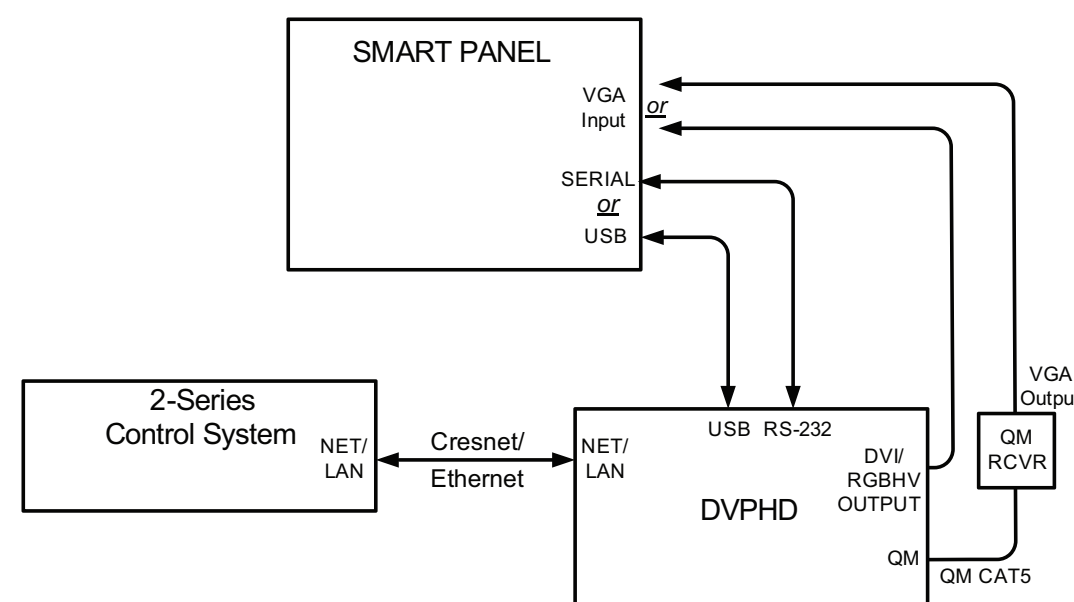 SMART PANEL
VGA
Input
or
SERIAL
or
USB
2-Series
Control System
NET/
LAN
Cresnet/
Ethernet
NET/
LAN
USB RS-232
DVI/
RGBHV
OUTPUT
DVPHD
QM
QM CAT5
VGA
Outpu
QM
RCVR